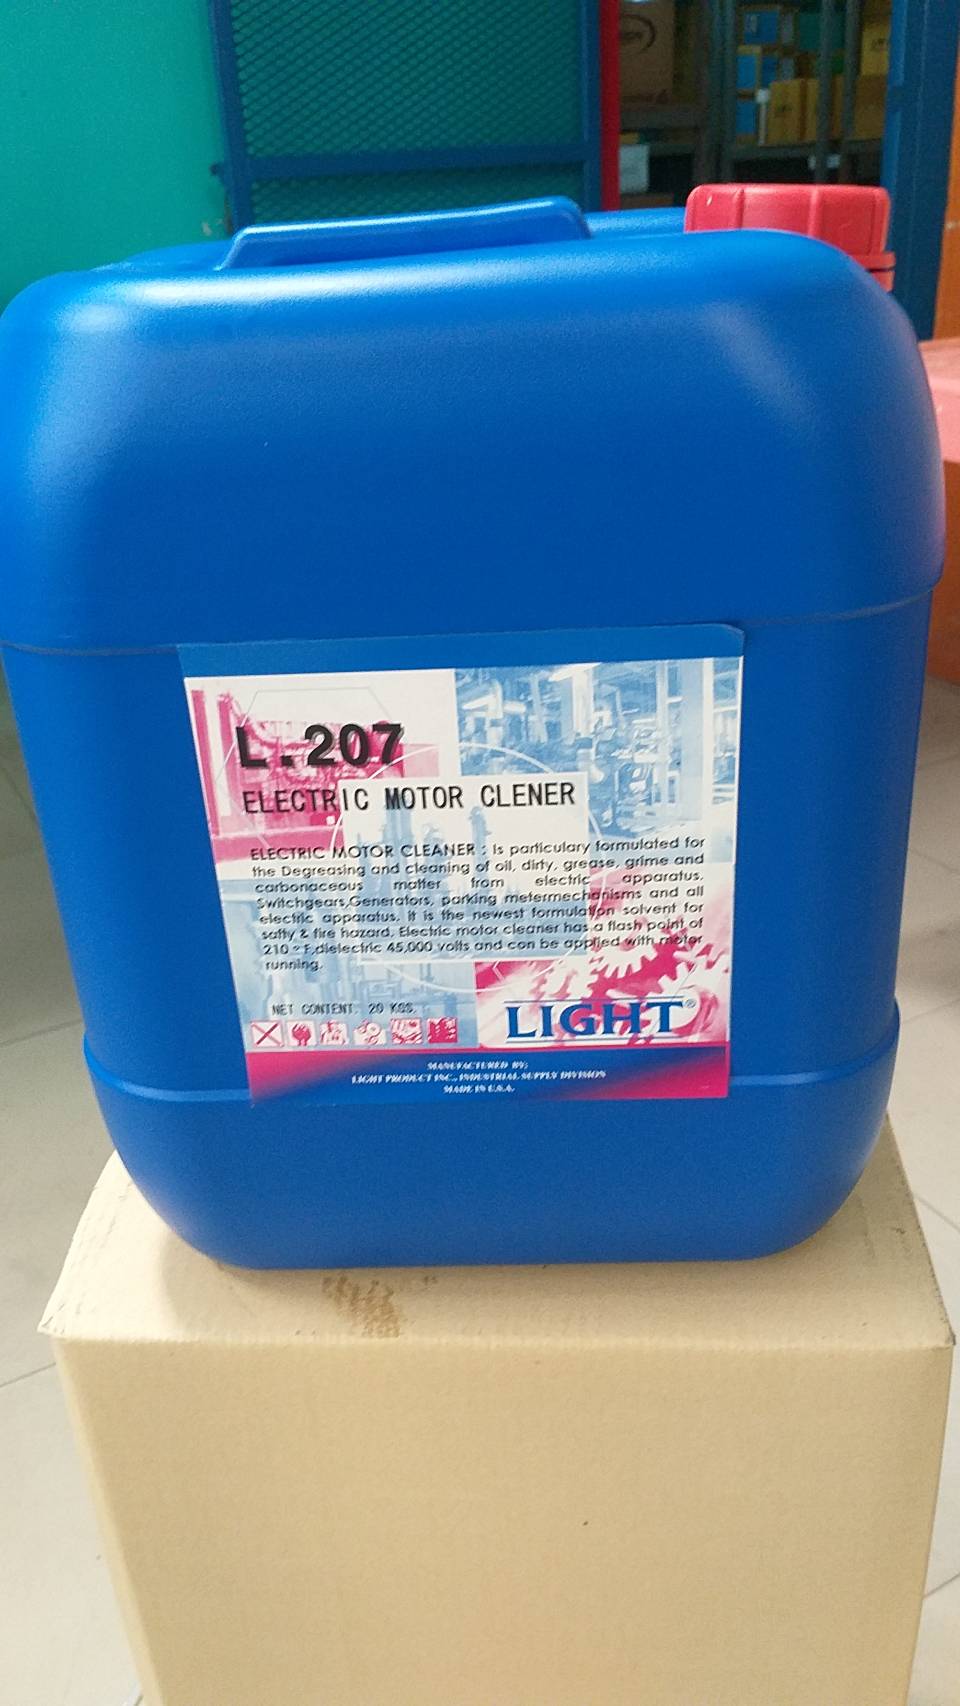 L.207
ELECTRIC MOTOR CLENER
ELECTRIC MOTOR CLEANER : Is particulary formulated for
the Degreasing and cleaning of oil, dirty, grease, grime and
carbonaceous matter from electric apparatus.
Switchgears,Generators, parking metermechanisms and all
electric apparatus. It is the newest formulation solvent for
safty & fire hazard. Electric motor cleaner has a flash point of
210 ° F,dielectric 45,000 volts and con be applied with motor
running.
NET CONTENT. 20 KGS.
LIGHT®
MANUFACTURED BY:
LIGHT PRODUCT INC., INDUSTRIAL SUPPLY DIVISION
MADE IN U.S.A.